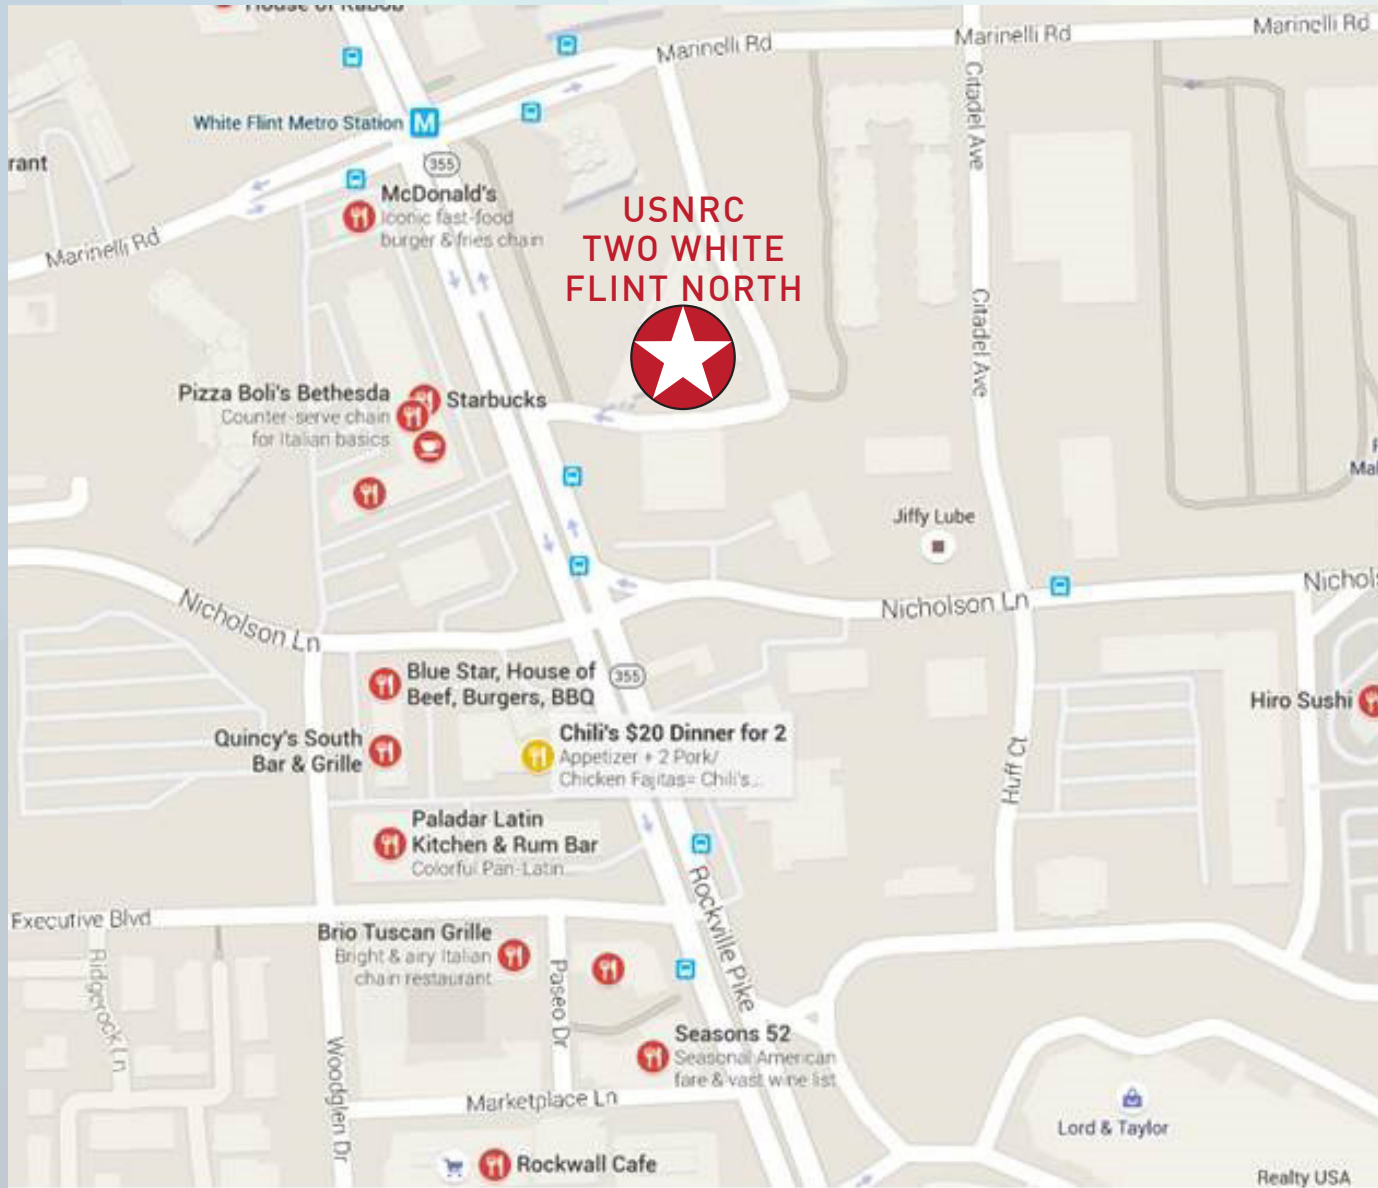 House of Kabob
Marinelli Rd
Marinelli Rd
Marinelli Rd
White Flint Metro Station
M
Citadel Ave
rant
355
McDonald's
Iconic fast-food
burger & fries chain
USNRC
TWO WHITE
FLINT NORTH
Marinelli Rd
Citadel Ave
Pizza Boli's Bethesda
Counter-serve chain
for Italian basics
Starbucks
Mal
Jiffy Lube
Nichols
Nicholson Ln
Nicholson Ln
Blue Star, House of
Beef, Burgers, BBQ
355
Hiro Sushi
Quincy's South
Bar & Grille
Chili's $20 Dinner for 2
Appetizer + 2 Pork/
Chicken Fajitas= Chili's...
Huff Ct
Paladar Latin
Kitchen & Rum Bar
Colorful Pan-Latin
Rockville Pike
Executive Blvd
Brio Tuscan Grille
Bright & airy Italian
chain restaurant
Ridgerock Ln
Paseo Dr
Seasons 52
Seasonal American
fare & vast wine list
Woodglen Dr
Marketplace Ln
Lord & Taylor
Rockwall Cafe
Realty USA